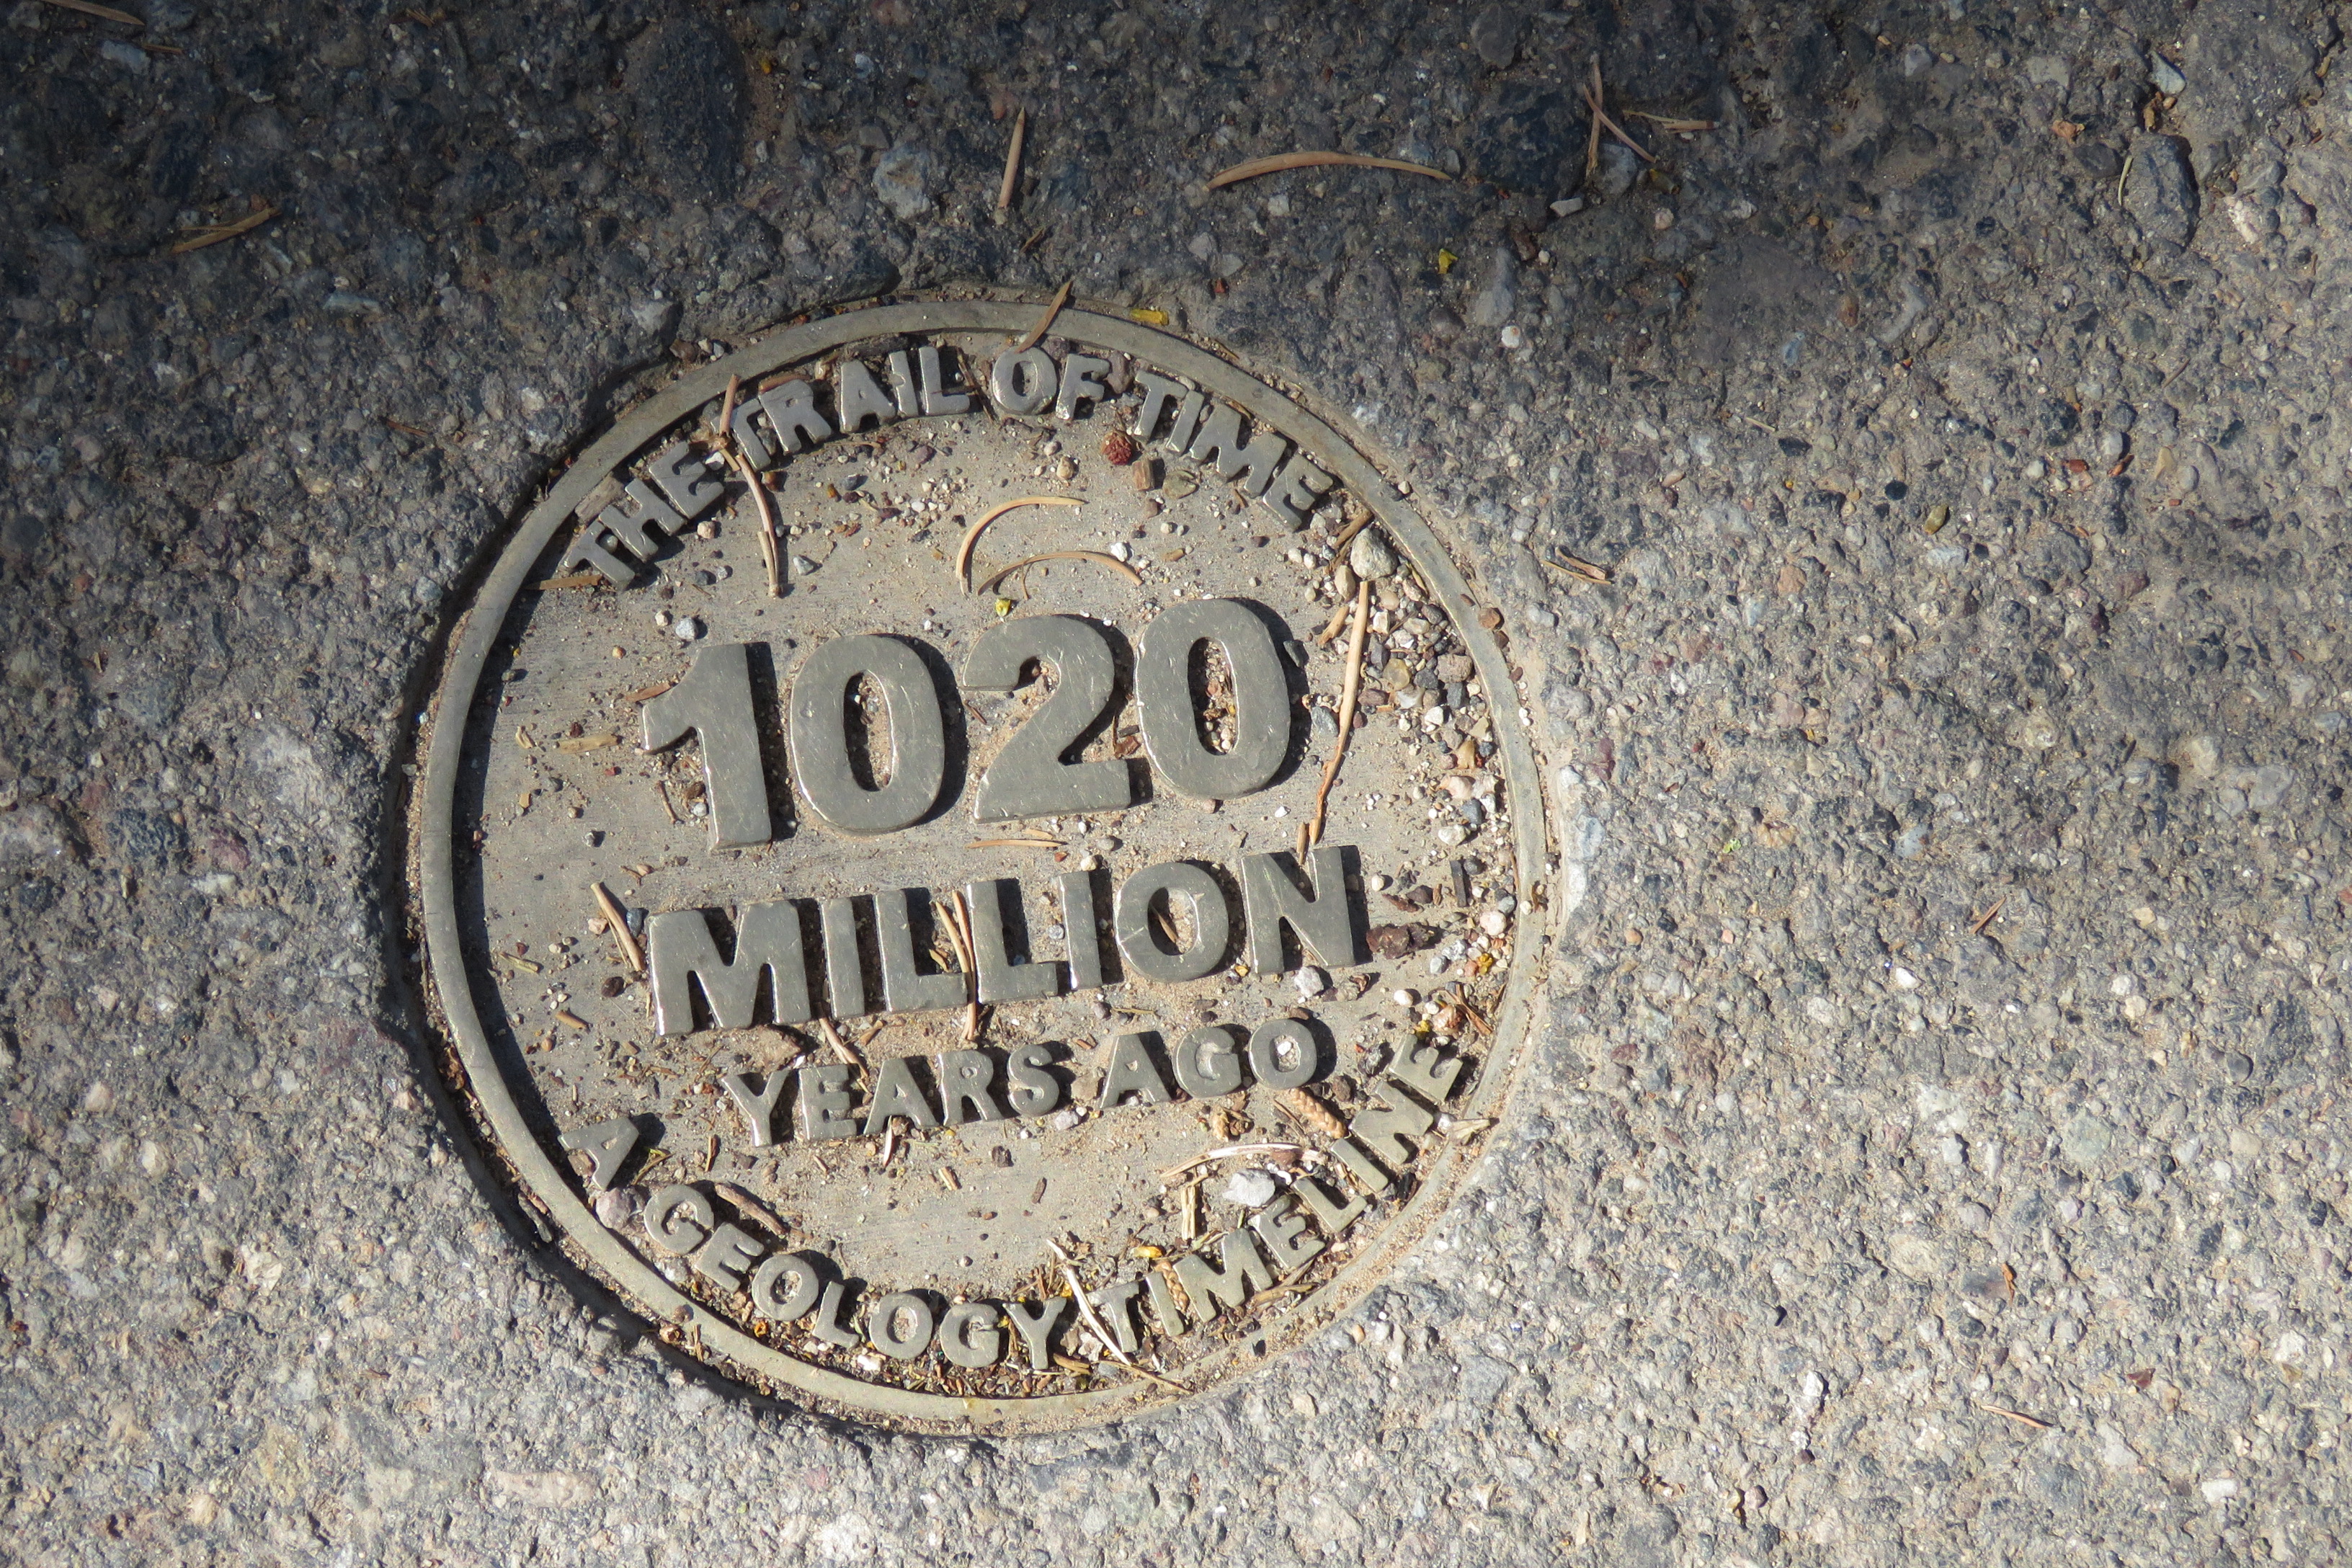 THE TRAIL OF TIME
1020
MILLION
YEARS AGO
A GEOLOGY TIMELINE